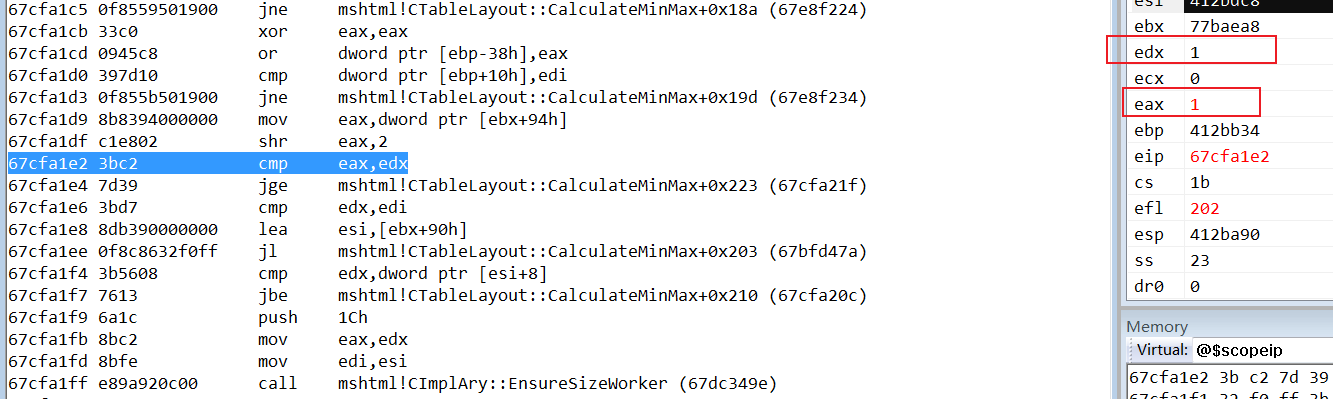 67cfa1c5 0f8559501900 jne mshtml!CTableLayout::CalculateMinMax+0x18a (67e8f224)
67cfa1cb 33c0 xor eax,eax
67cfa1cd 0945c8 or dword ptr [ebp-38h],eax
67cfa1d0 397d10 cmp dword ptr [ebp+10h],edi
67cfa1d3 0f855b501900 jne mshtml!CTableLayout::CalculateMinMax+0x19d (67e8f234)
67cfa1d9 8b8394000000 mov eax,dword ptr [ebx+94h]
67cfa1df c1e802 shr eax,2
67cfa1e2 3bc2 cmp eax,edx
67cfa1e4 7d39 jge mshtml!CTableLayout::CalculateMinMax+0x223 (67cfa21f)
67cfa1e6 3bd7 cmp edx,edi
67cfa1e8 8db390000000 lea esi,[ebx+90h]
67cfa1ee 0f8c8632f0ff jl mshtml!CTableLayout::CalculateMinMax+0x203 (67bfd47a)
67cfa1f4 3b5608 cmp edx,dword ptr [esi+8]
67cfa1f7 7613 jbe mshtml!CTableLayout::CalculateMinMax+0x210 (67cfa20c)
67cfa1f9 6a1c push 1Ch
67cfa1fb 8bc2 mov eax,edx
67cfa1fd 8bfe mov edi,esi
67cfa1ff e89a920c00 call mshtml!CImplAry::EnsureSizeWorker (67dc349e)
esi 412bdc8
ebx 77baea8
edx 1
ecx 0
eax 1
ebp 412bb34
eip 67cfa1e2
cs 1b
efl 202
esp 412ba90
ss 23
dr0 0
Memory
Virtual: @$scopeip
67cfa1e2 3b c2 7d 39